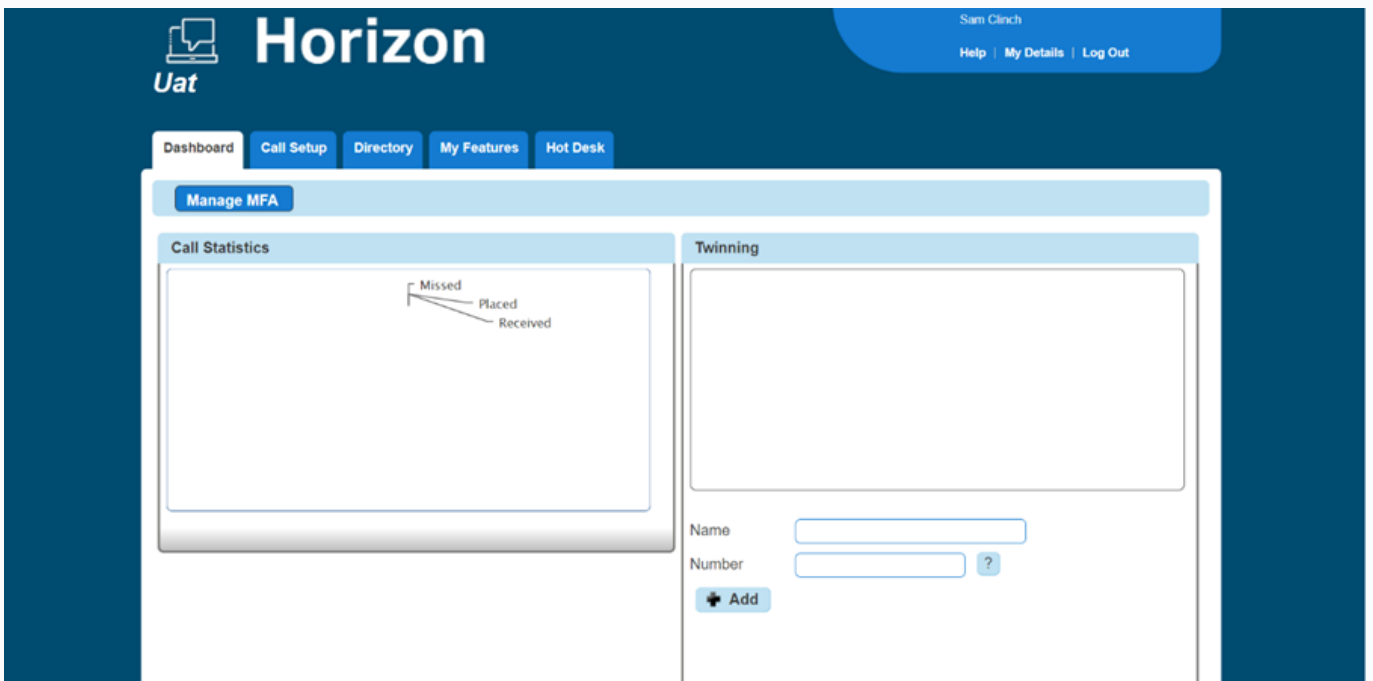 Sam Clinch
Horizon
Help | My Details | Log Out
Uat
Dashboard Call Setup Directory My Features Hot Desk
Manage MFA
Call Statistics
Missed
Placed
Received
Twinning
Name
Number ?
Add